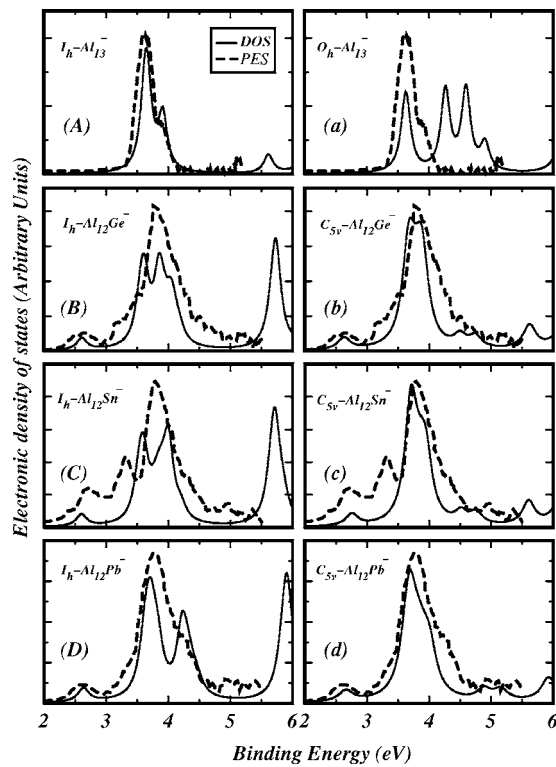 I_h-Al_13^-
DOS
PES
(A)
O_h-Al_13^-
(a)
I_h-Al_12Ge^-
(B)
C_5v-Al_12Ge^-
(b)
I_h-Al_12Sn^-
(C)
C_5v-Al_12Sn^-
(c)
I_h-Al_12Pb^-
(D)
C_5v-Al_12Pb^-
(d)
Electronic density of states (Arbitrary Units)
2 3 4 5 6 2 3 4 5 6
Binding Energy (eV)